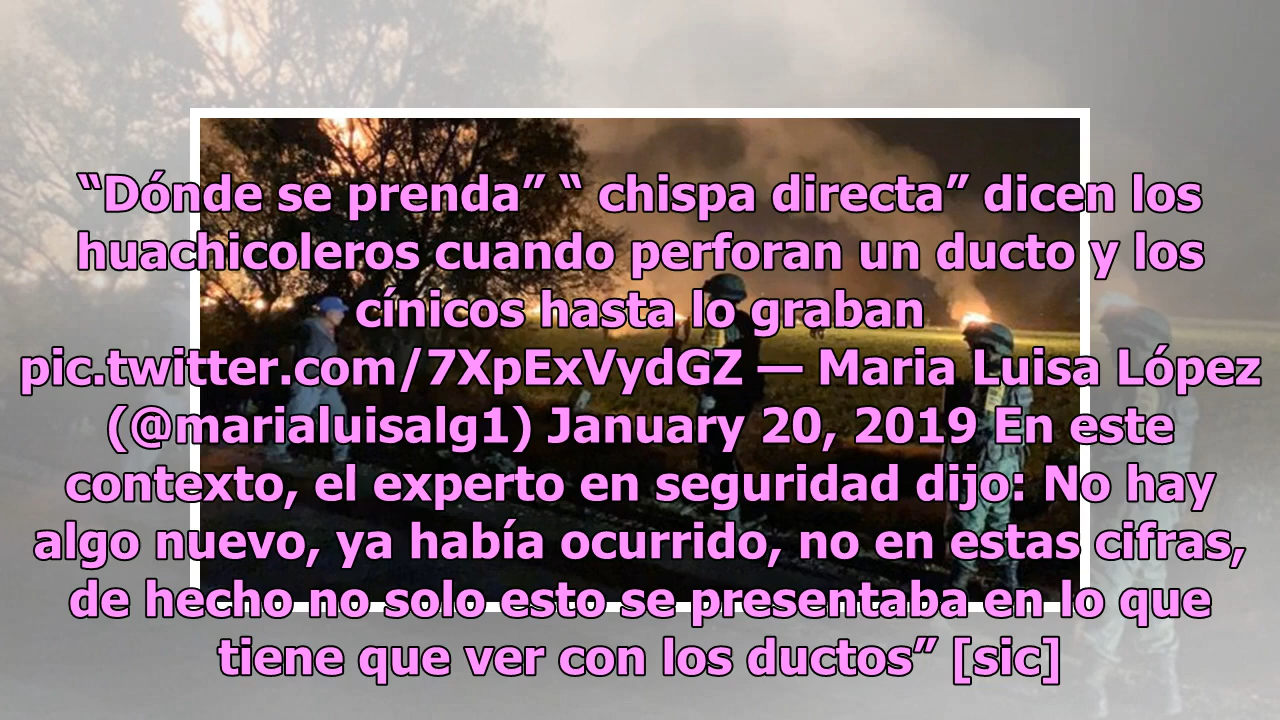 “Dónde se prenda” “ chispa directa” dicen los
huachicoleros cuando perforan un ducto y los
cínicos hasta lo graban
pic.twitter.com/7XpExVydGZ — Maria Luisa López
(@marialuisalg1) January 20, 2019 En este
contexto, el experto en seguridad dijo: No hay
algo nuevo, ya había ocurrido, no en estas cifras,
de hecho no solo esto se presentaba en lo que
tiene que ver con los ductos” [sic]